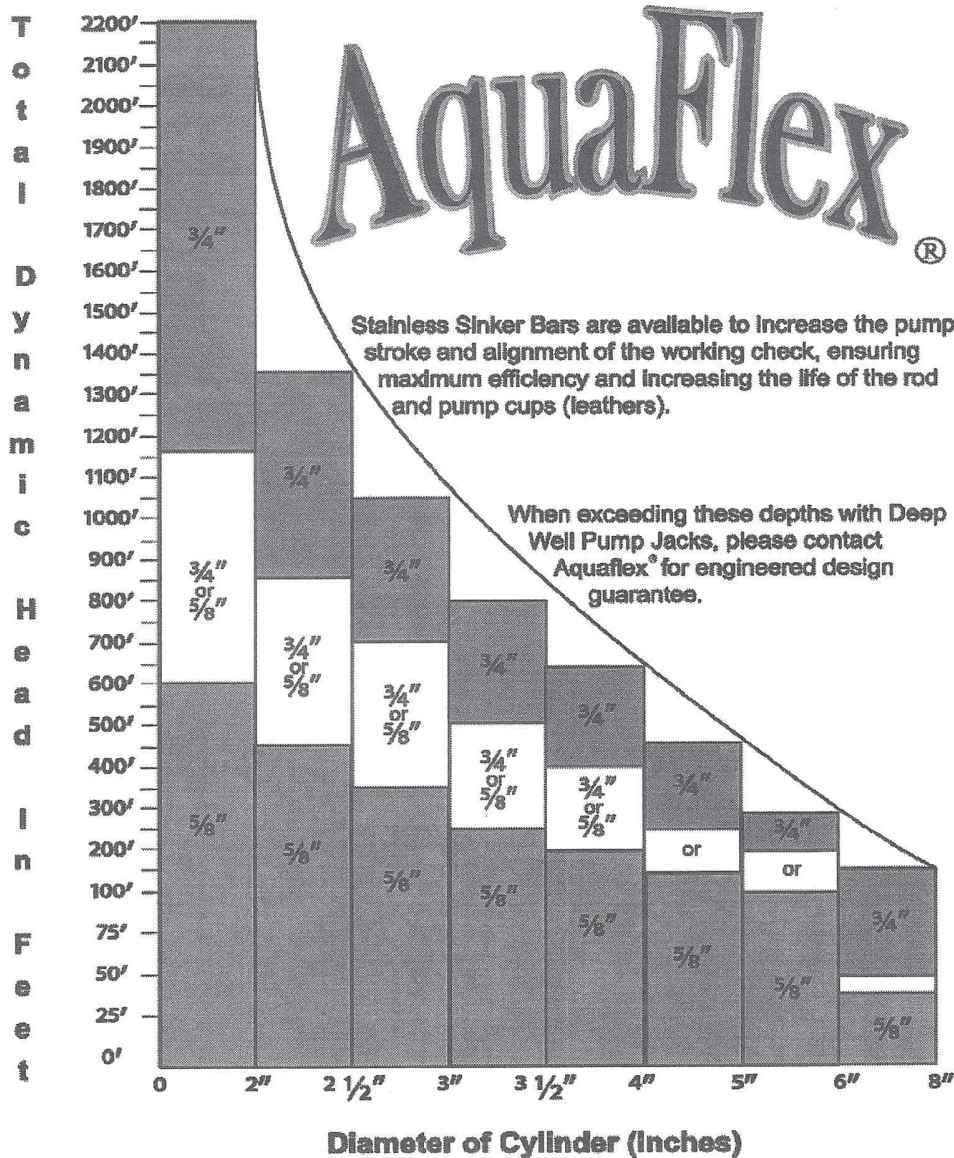 Total Dynamic Head In Feet
AquaFlex®
2200'
2100'
2000'
1900'
1800'
1700'
1600'
1500'
1400'
1300'
1200'
1100'
1000'
900'
800'
700'
600'
500'
400'
300'
200'
100'
75'
50'
25'
0'
Stainless Sinker Bars are available to increase the pump
stroke and alignment of the working check, ensuring
maximum efficiency and increasing the life of the rod
and pump cups (leathers).
When exceeding these depths with Deep
Well Pump Jacks, please contact
Aquaflex® for engineered design
guarantee.
3/4"
3/4"
or
5/8"
5/8"
3/4"
3/4"
or
5/8"
5/8"
3/4"
3/4"
or
5/8"
5/8"
3/4"
3/4"
or
5/8"
5/8"
3/4"
3/4"
or
5/8"
5/8"
3/4"
or
5/8"
3/4"
or
5/8"
3/4"
5/8"
0 2" 2 1/2" 3" 3 1/2" 4" 5" 6" 8"
Diameter of Cylinder (Inches)